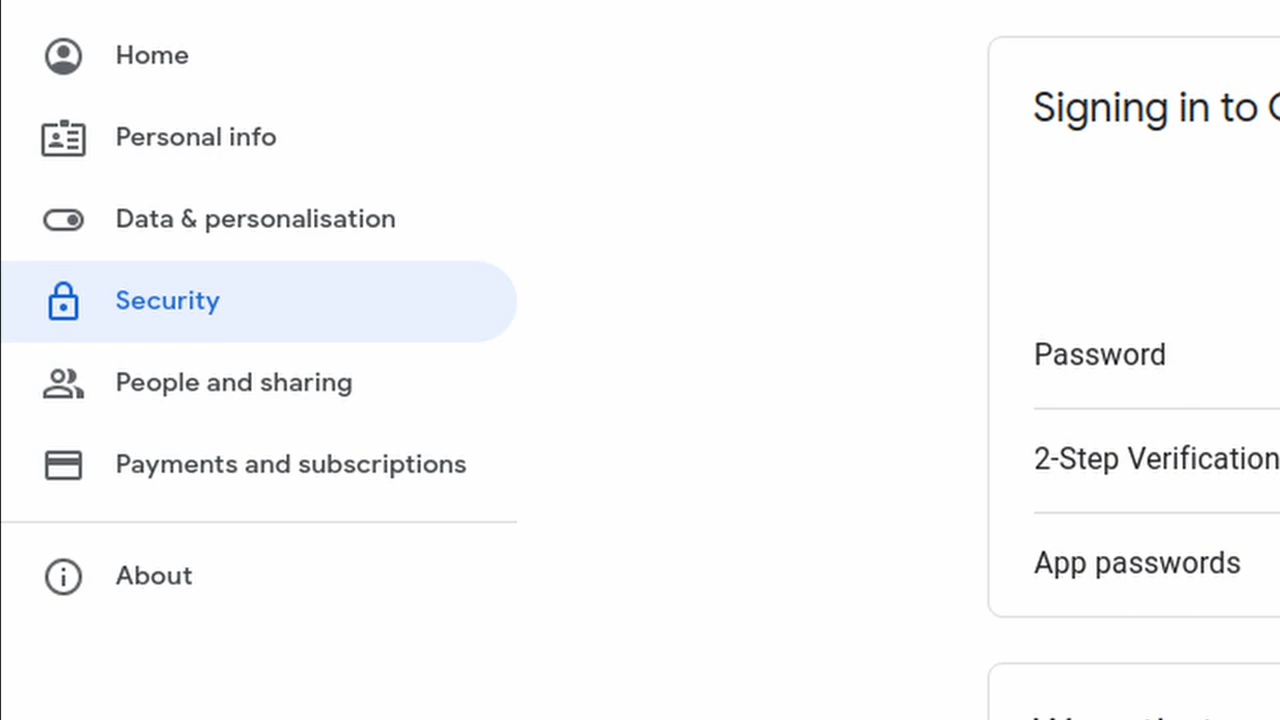 Home
Personal info
Data & personalisation
Security
People and sharing
Payments and subscriptions
About
Signing in to
Password
2-Step Verification
App passwords